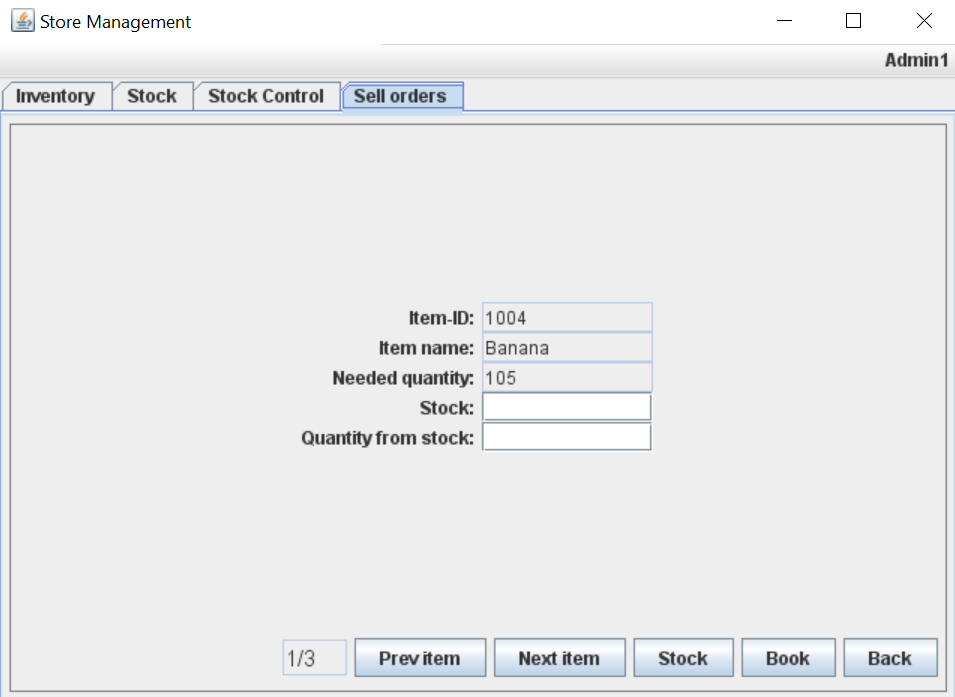 Store Management
Admin1
Inventory Stock Stock Control Sell orders
Item-ID: 1004
Item name: Banana
Needed quantity: 105
Stock:
Quantity from stock:
1/3 Prev item Next item Stock Book Back